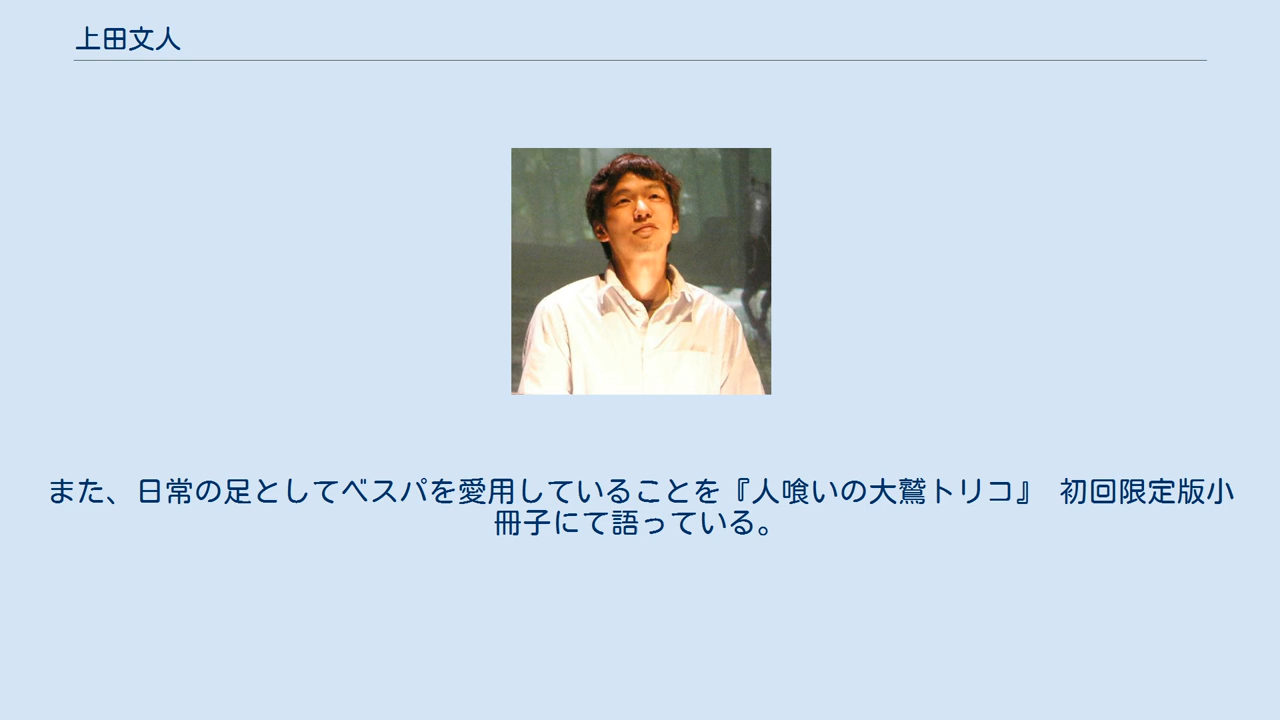 上田文人
また、日常の足としてベスパを愛用していることを『人喰いの大鷲トリコ』 初回限定版小
冊子にて語っている。